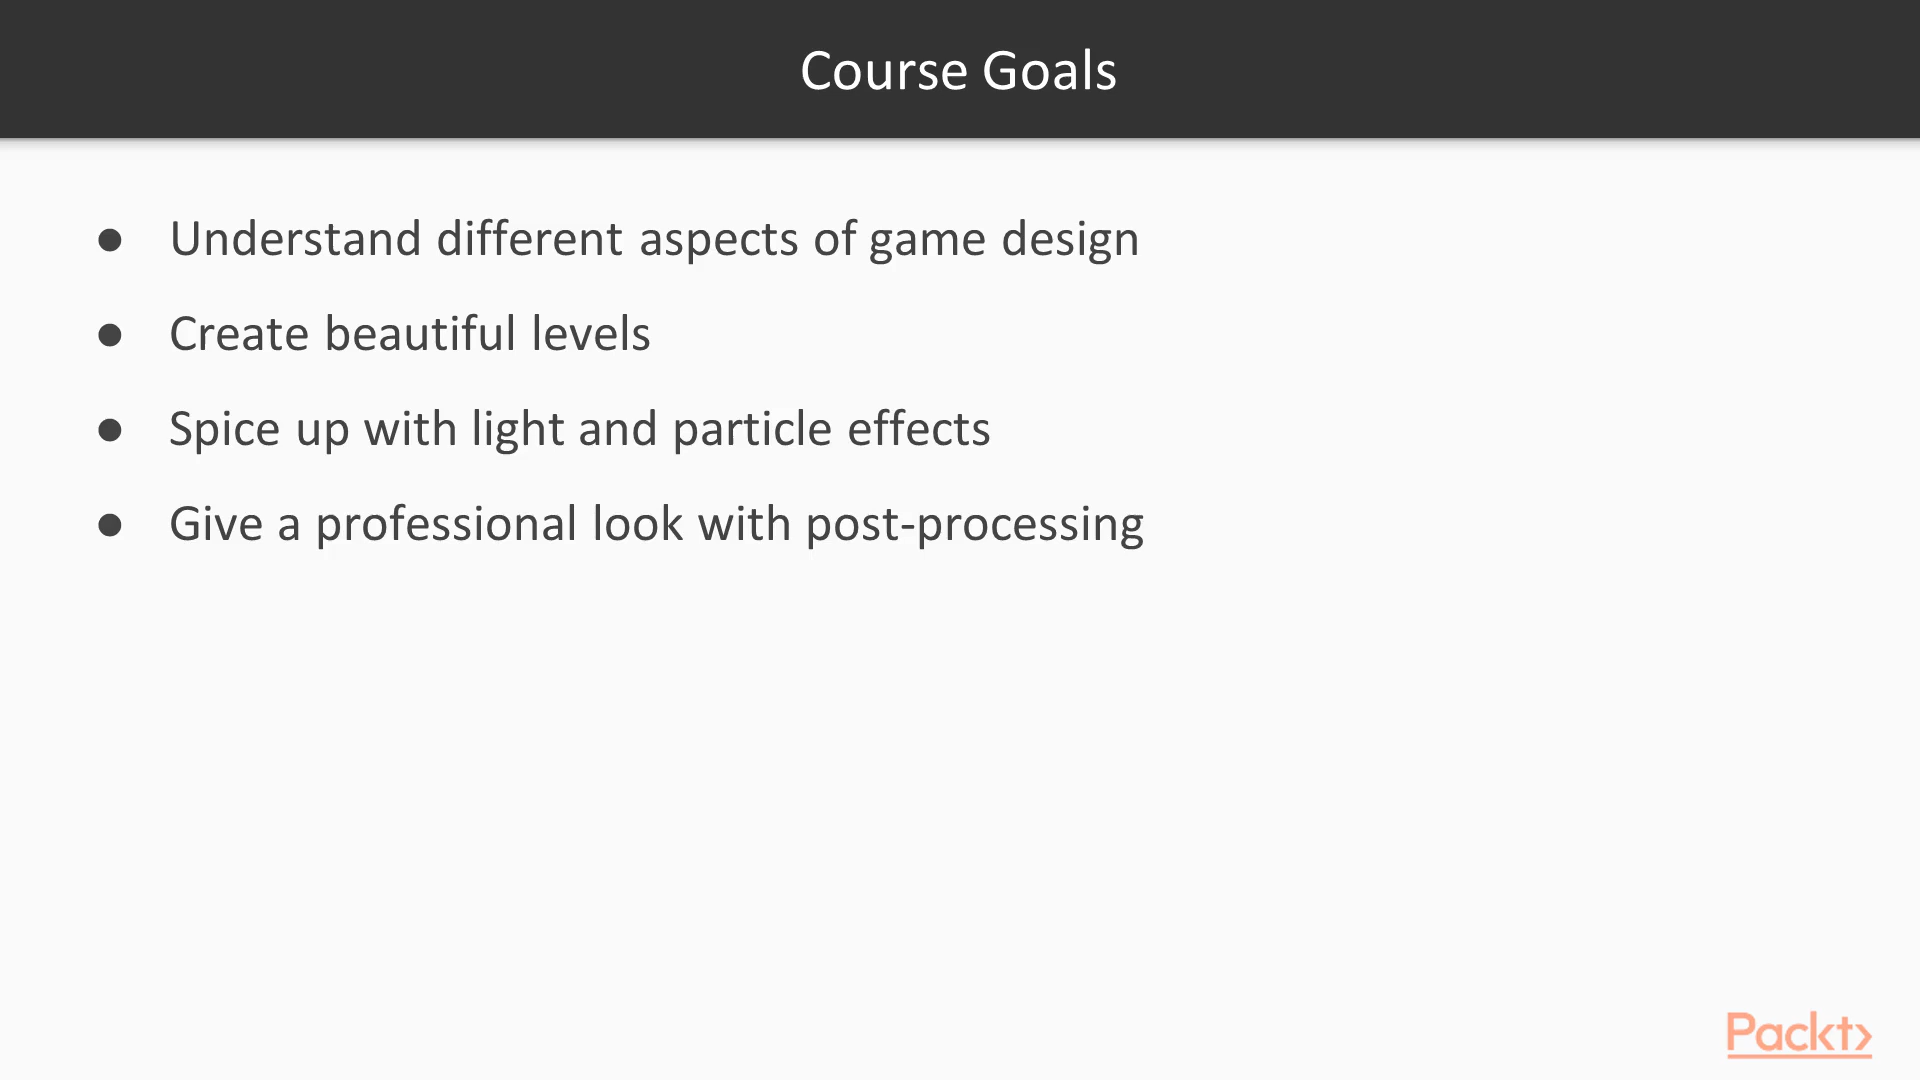 Course Goals
● Understand different aspects of game design
● Create beautiful levels
● Spice up with light and particle effects
● Give a professional look with post-processing
Packt>